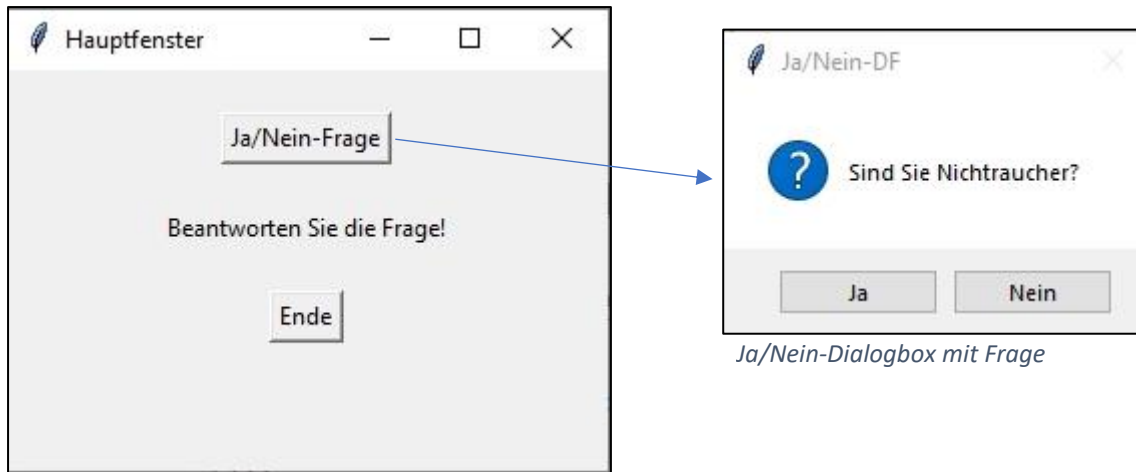 Hauptfenster
Ja/Nein-Frage
Beantworten Sie die Frage!
Ende
Ja/Nein-DF
Sind Sie Nichtraucher?
Ja
Nein
Ja/Nein-Dialogbox mit Frage